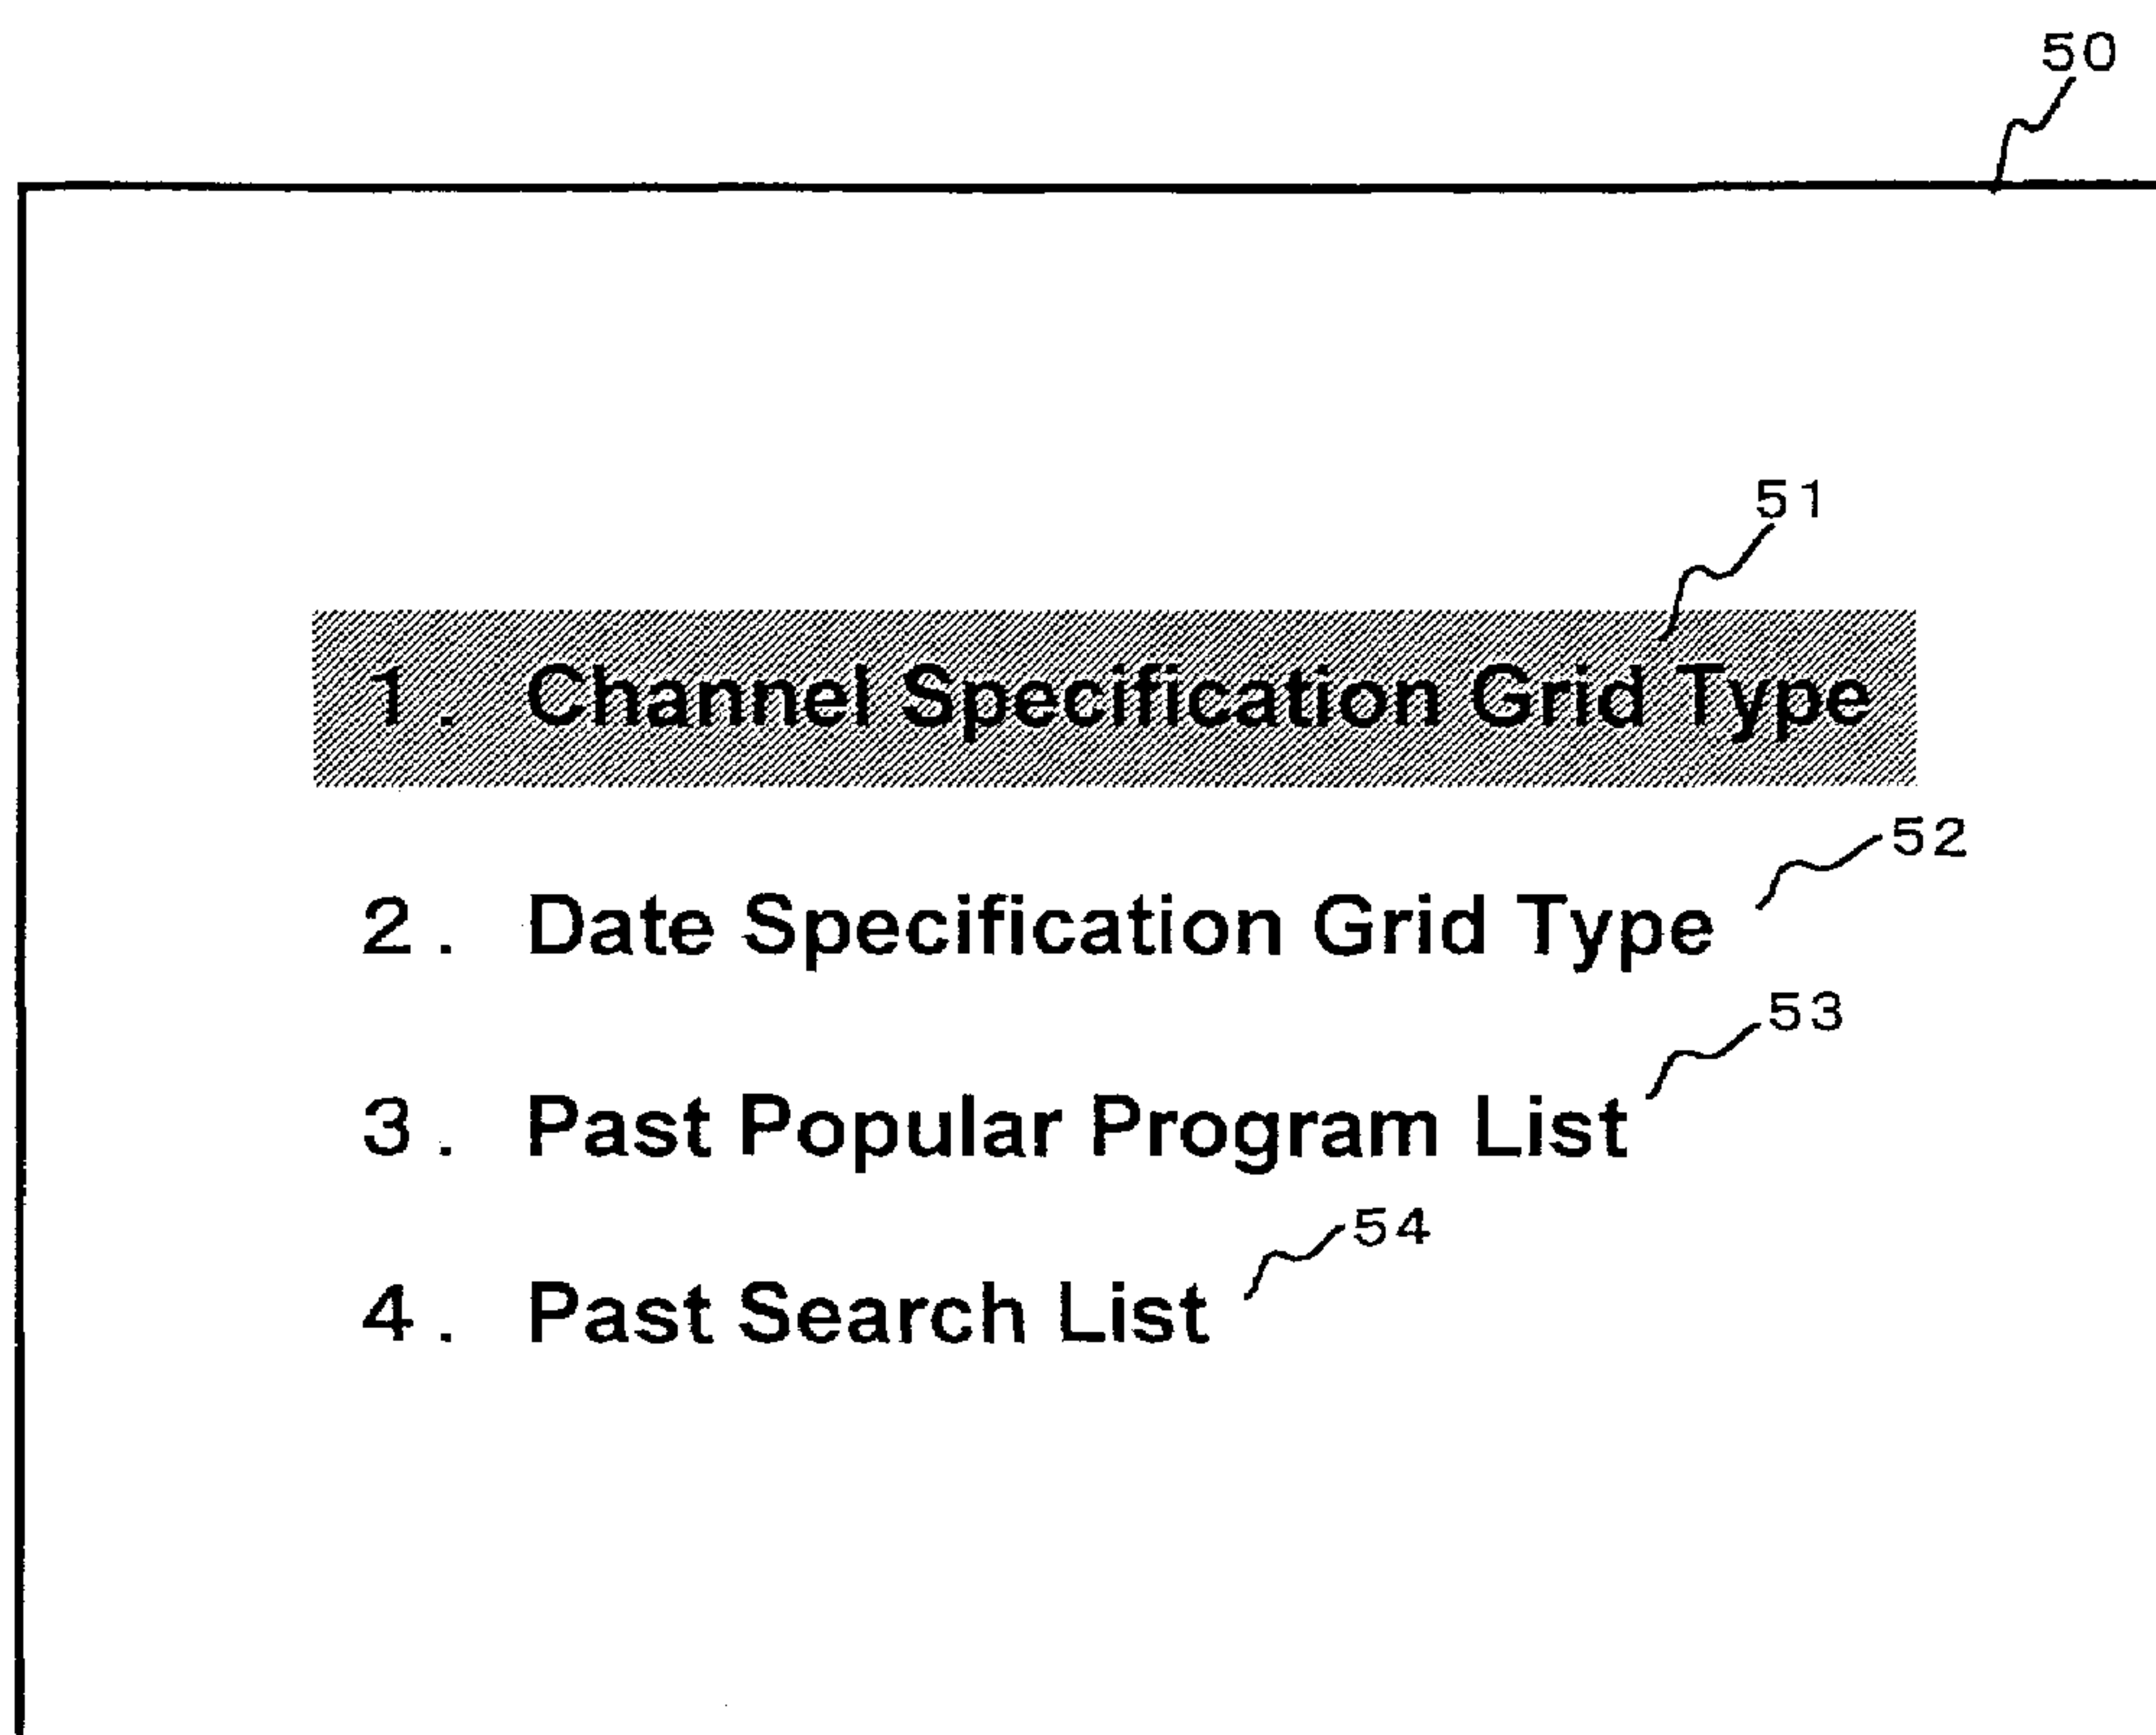 50
51
1. Channel Specification Grid Type
52
2. Date Specification Grid Type
53
3. Past Popular Program List
54
4. Past Search List